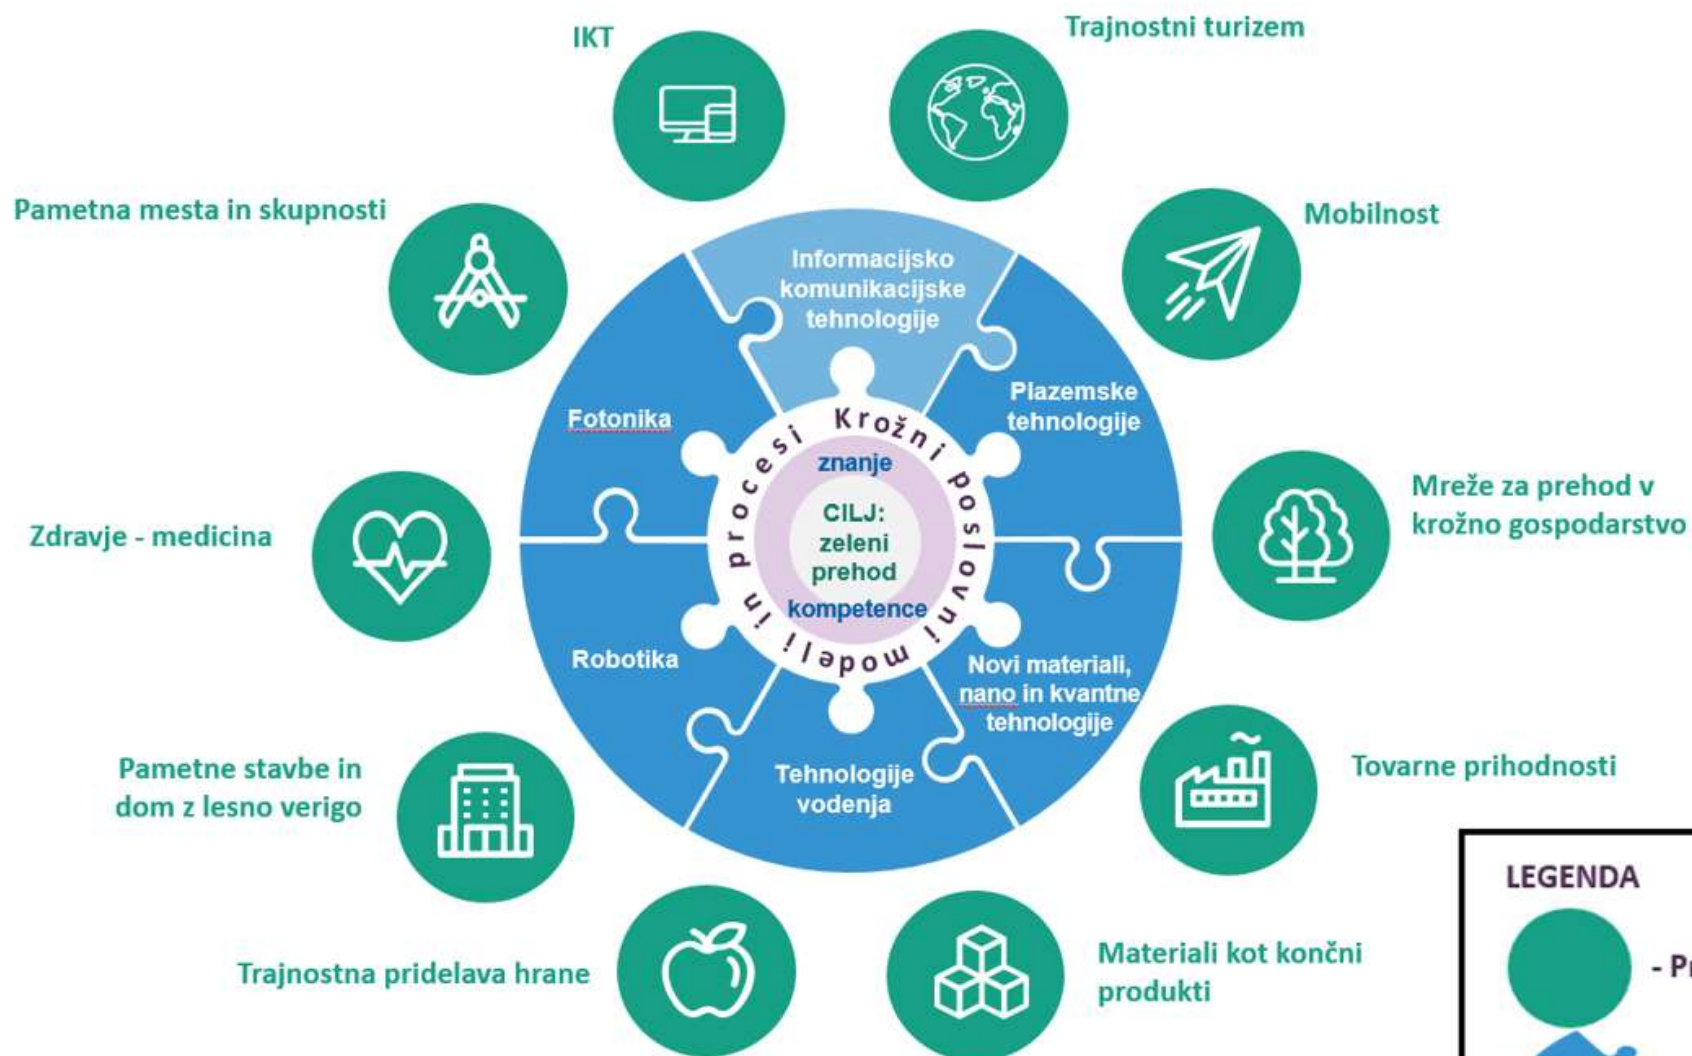 IKT
Trajnostni turizem
Pametna mesta in skupnosti
Mobilnost
Informacijsko
komunikacijske
tehnologije
Plazemske
tehnologije
Fotonika
Krožni poslovni modeli in procesi
znanje
CILJ:
zeleni
prehod
kompetence
Mreže za prehod v
krožno gospodarstvo
Zdravje - medicina
Robotika
Novi materiali,
nano in kvantne
tehnologije
Tehnologije
vodenja
Pametne stavbe in
dom z lesno verigo
Tovarne prihodnosti
Trajnostna pridelava hrane
Materiali kot končni
produkti
LEGENDA